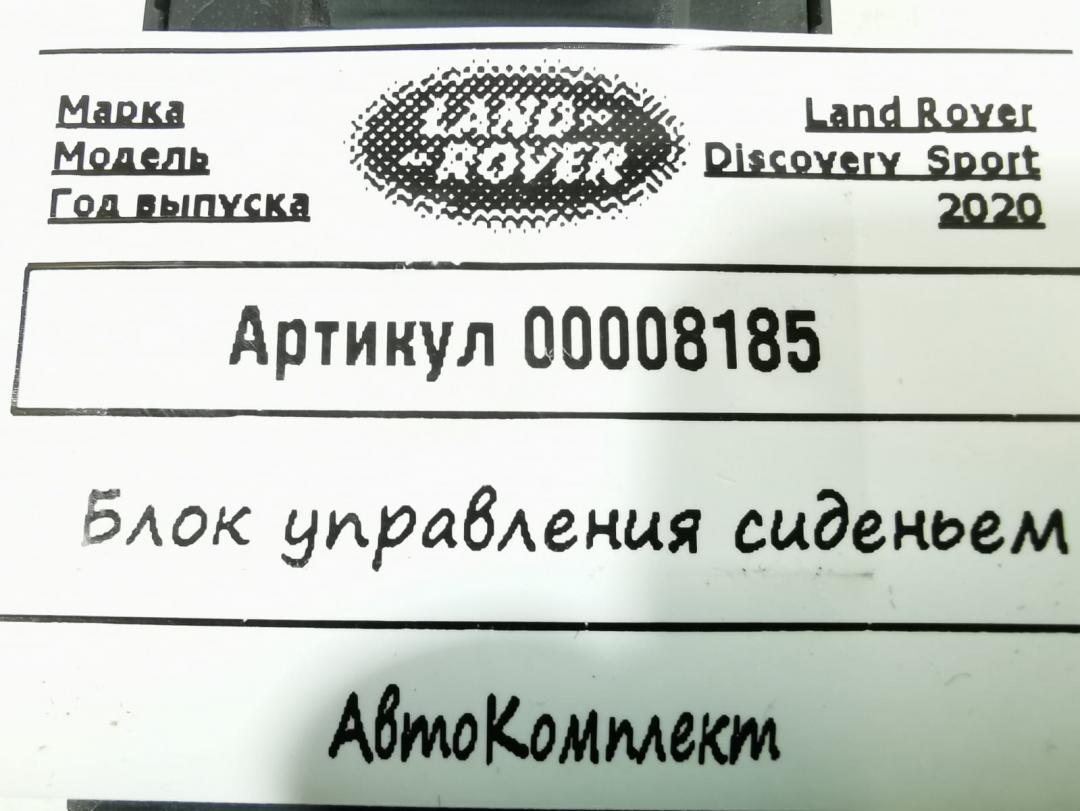 Марка LAND- Land Rover
Модель -ROVER Discovery Sport
Год выпуска 2020
Артикул 00008185
Блок управления сиденьем
АвтоКомплект